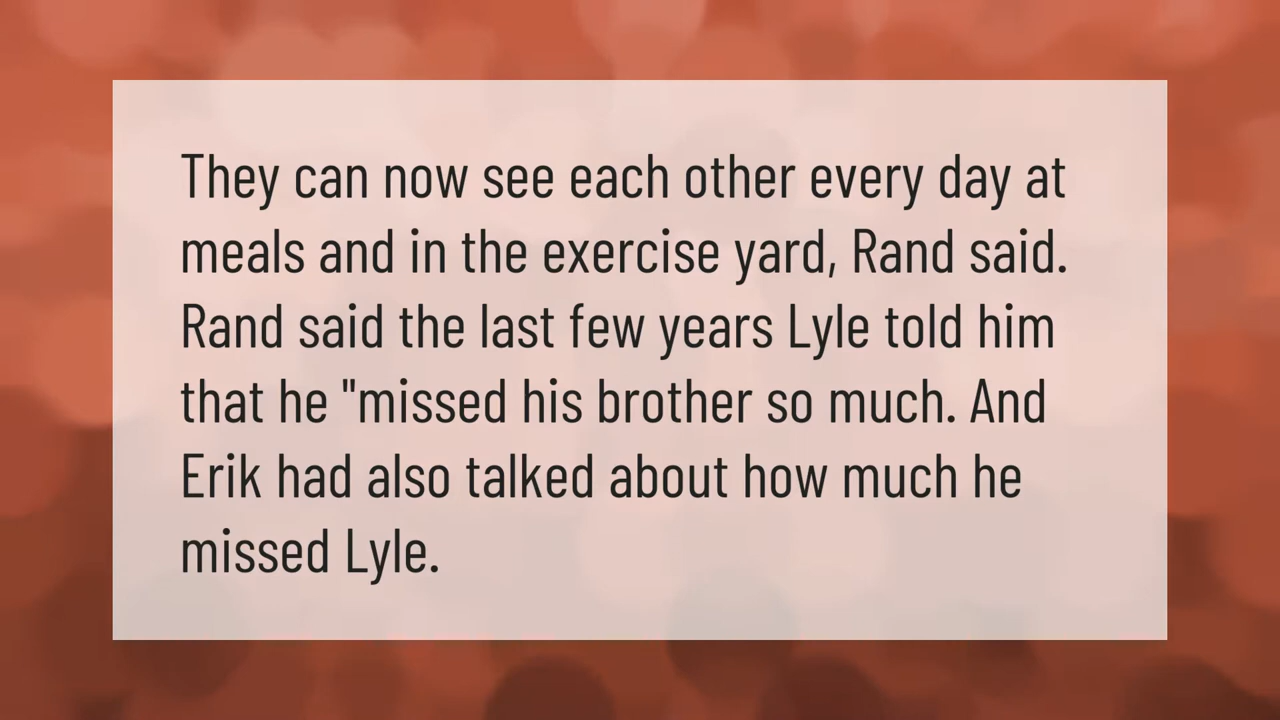 They can now see each other every day at
meals and in the exercise yard, Rand said.
Rand said the last few years Lyle told him
that he "missed his brother so much. And
Erik had also talked about how much he
missed Lyle.